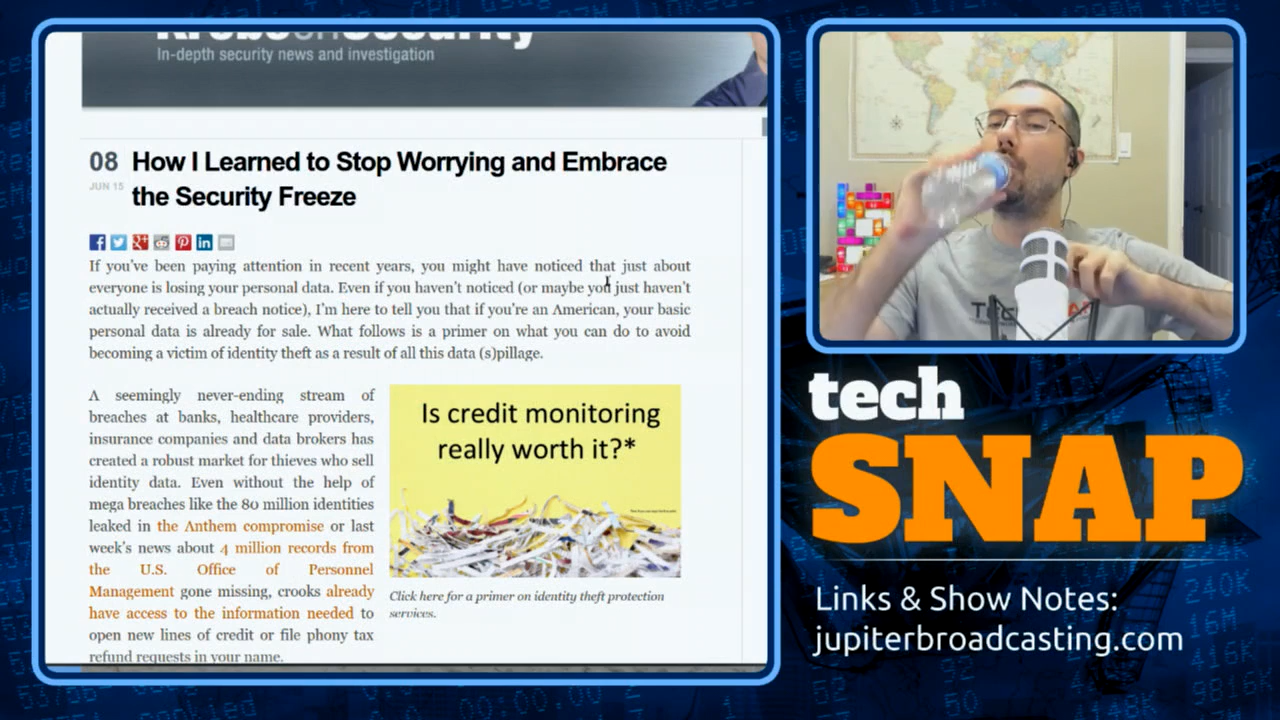 KrebsonSecurity
In-depth security news and investigation
08
JUN 15
How I Learned to Stop Worrying and Embrace
the Security Freeze
If you've been paying attention in recent years, you might have noticed that just about
everyone is losing your personal data. Even if you haven't noticed (or maybe you just haven't
actually received a breach notice), I'm here to tell you that if you're an American, your basic
personal data is already for sale. What follows is a primer on what you can do to avoid
becoming a victim of identity theft as a result of all this data (s)pillage.
A seemingly never-ending stream of
breaches at banks, healthcare providers,
insurance companies and data brokers has
created a robust market for thieves who sell
identity data. Even without the help of
mega breaches like the 80 million identities
leaked in the Anthem compromise or last
week's news about 4 million records from
the U.S. Office of Personnel
Management gone missing, crooks already
have access to the information needed to
open new lines of credit or file phony tax
refund requests in your name.
Is credit monitoring
really worth it?*
Click here for a primer on identity theft protection
services.
tech
SNAP
Links & Show Notes:
jupiterbroadcasting.com